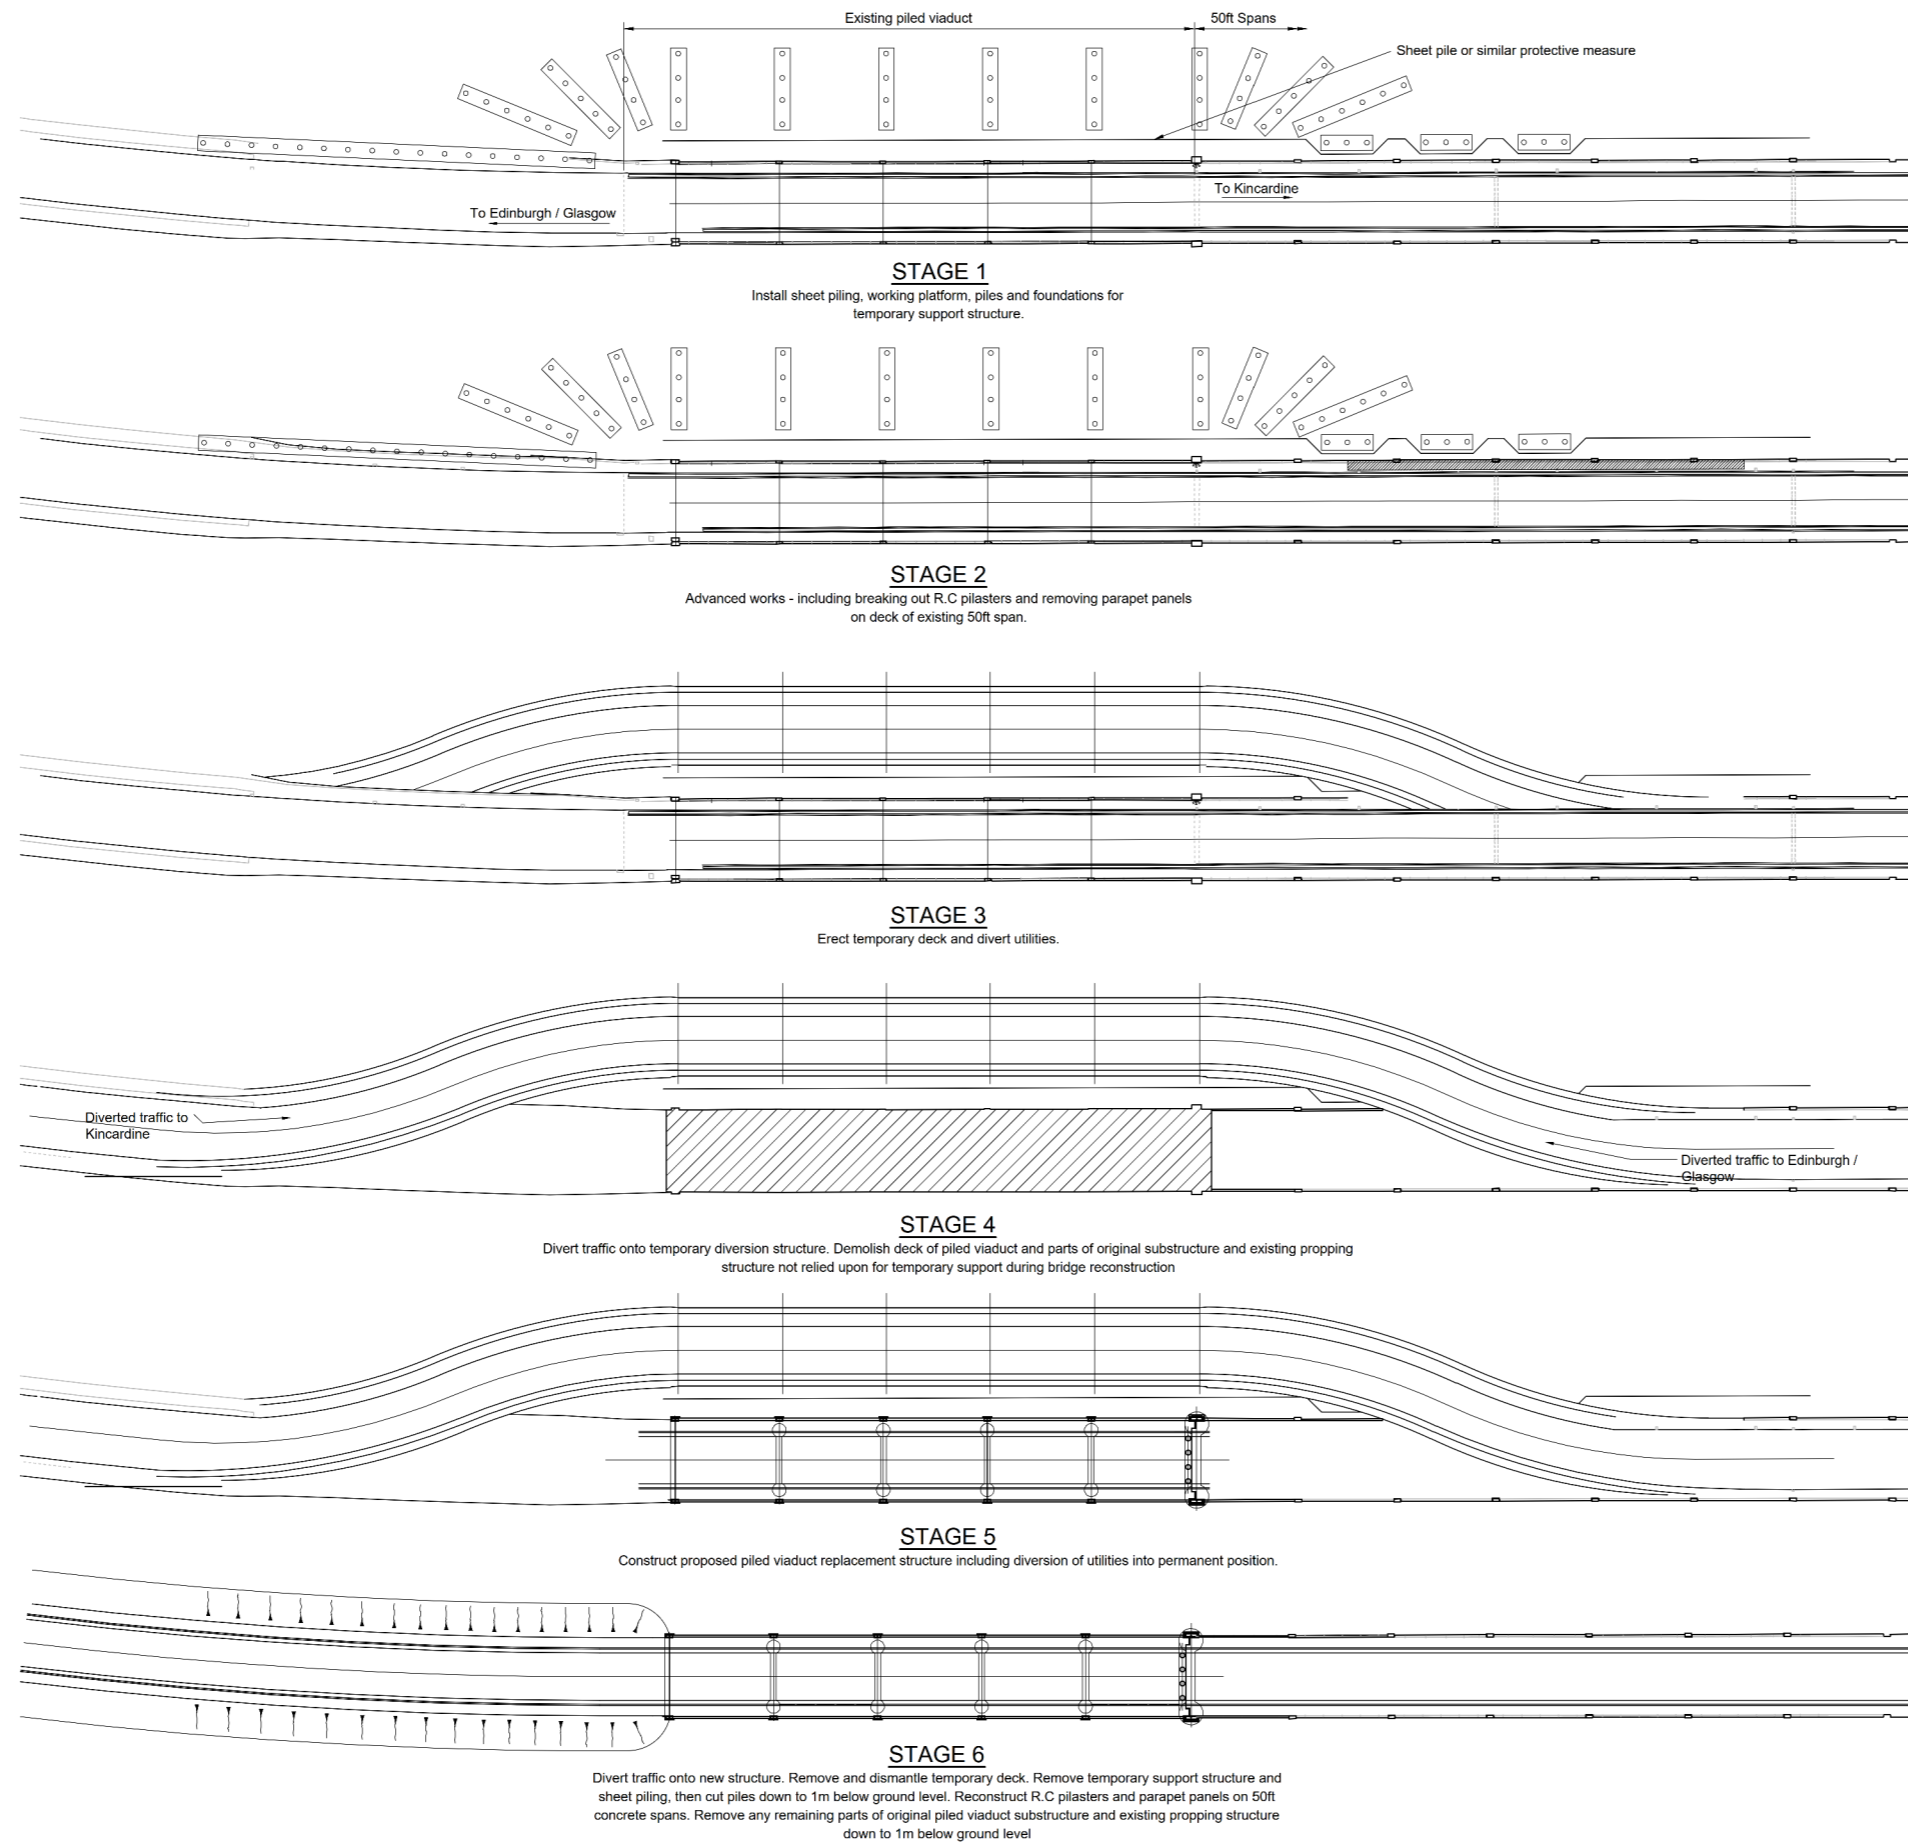 Existing piled viaduct
50ft Spans
Sheet pile or similar protective measure
To Kincardine
To Edinburgh / Glasgow
STAGE 1
Install sheet piling, working platform, piles and foundations for
temporary support structure.
STAGE 2
Advanced works - including breaking out R.C pilasters and removing parapet panels
on deck of existing 50ft span.
STAGE 3
Erect temporary deck and divert utilities.
Diverted traffic to
Kincardine
Diverted traffic to Edinburgh /
Glasgow
STAGE 4
Divert traffic onto temporary diversion structure. Demolish deck of piled viaduct and parts of original substructure and existing propping
structure not relied upon for temporary support during bridge reconstruction
STAGE 5
Construct proposed piled viaduct replacement structure including diversion of utilities into permanent position.
STAGE 6
Divert traffic onto new structure. Remove and dismantle temporary deck. Remove temporary support structure and
sheet piling, then cut piles down to 1m below ground level. Reconstruct R.C pilasters and parapet panels on 50ft
concrete spans. Remove any remaining parts of original piled viaduct substructure and existing propping structure
down to 1m below ground level